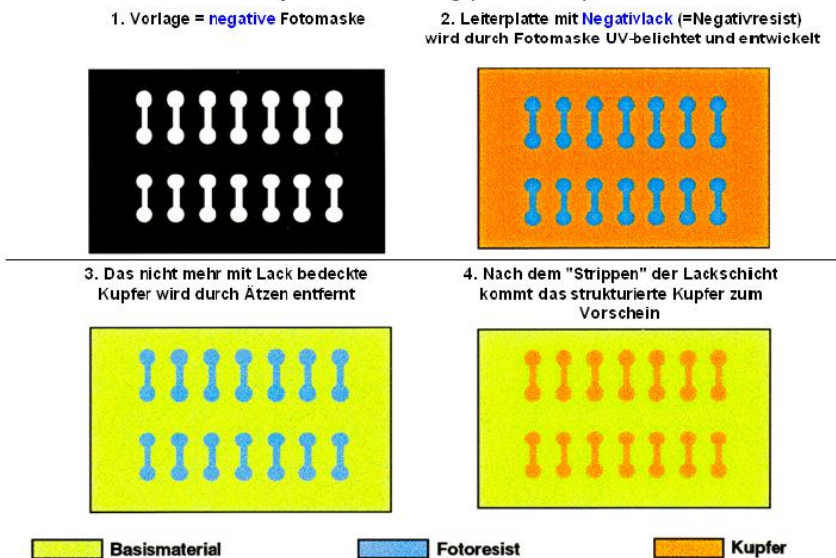 1. Vorlage = negative Fotomaske
2. Leiterplatte mit Negativlack (=Negativresist)
wird durch Fotomaske UV-belichtet und entwickelt
3. Das nicht mehr mit Lack bedeckte
Kupfer wird durch Ätzen entfernt
4. Nach dem "Strippen" der Lackschicht
kommt das strukturierte Kupfer zum
Vorschein
Basismaterial
Fotoresist
Kupfer